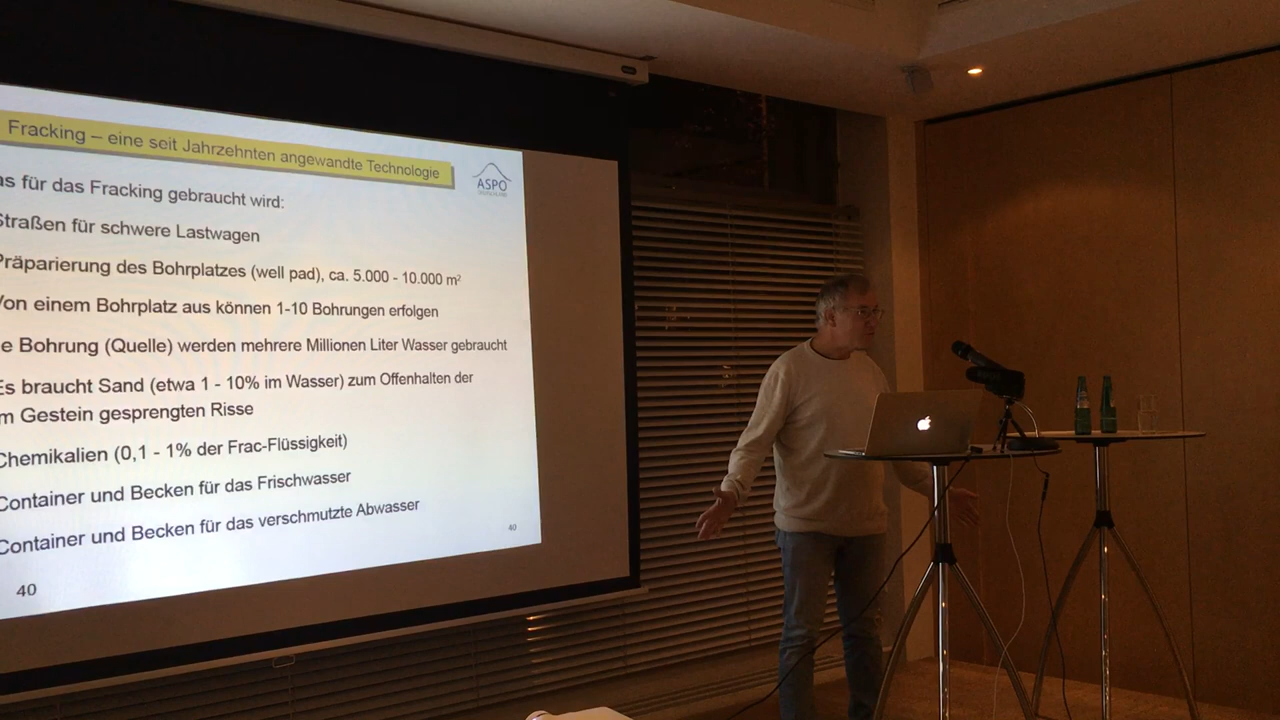 Fracking – eine seit Jahrzehnten angewandte Technologie
ASPO
as für das Fracking gebraucht wird:
Straßen für schwere Lastwagen
Präparierung des Bohrplatzes (well pad), ca. 5.000 - 10.000 m²
Von einem Bohrplatz aus können 1-10 Bohrungen erfolgen
e Bohrung (Quelle) werden mehrere Millionen Liter Wasser gebraucht
Es braucht Sand (etwa 1 - 10% im Wasser) zum Offenhalten der
m Gestein gesprengten Risse
Chemikalien (0,1 - 1% der Frac-Flüssigkeit)
Container und Becken für das Frischwasser
Container und Becken für das verschmutzte Abwasser
40
40